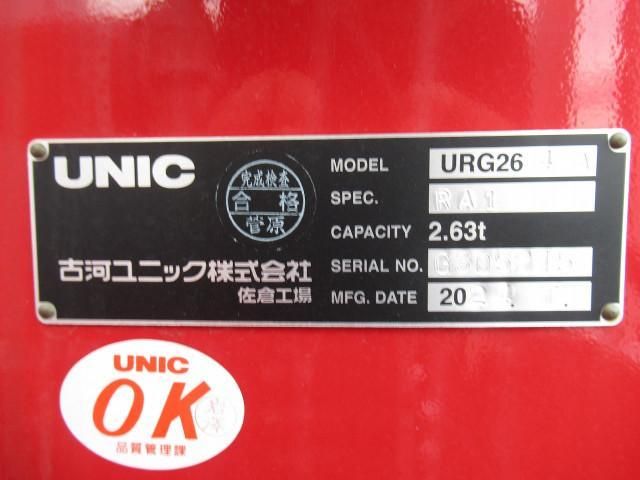 UNIC
完成検査
合格
菅原
古河ユニック株式会社
佐倉工場
MODEL URG26
SPEC. RA1
CAPACITY 2.63t
SERIAL NO.
MFG. DATE 20
UNIC
OK
品質管理課